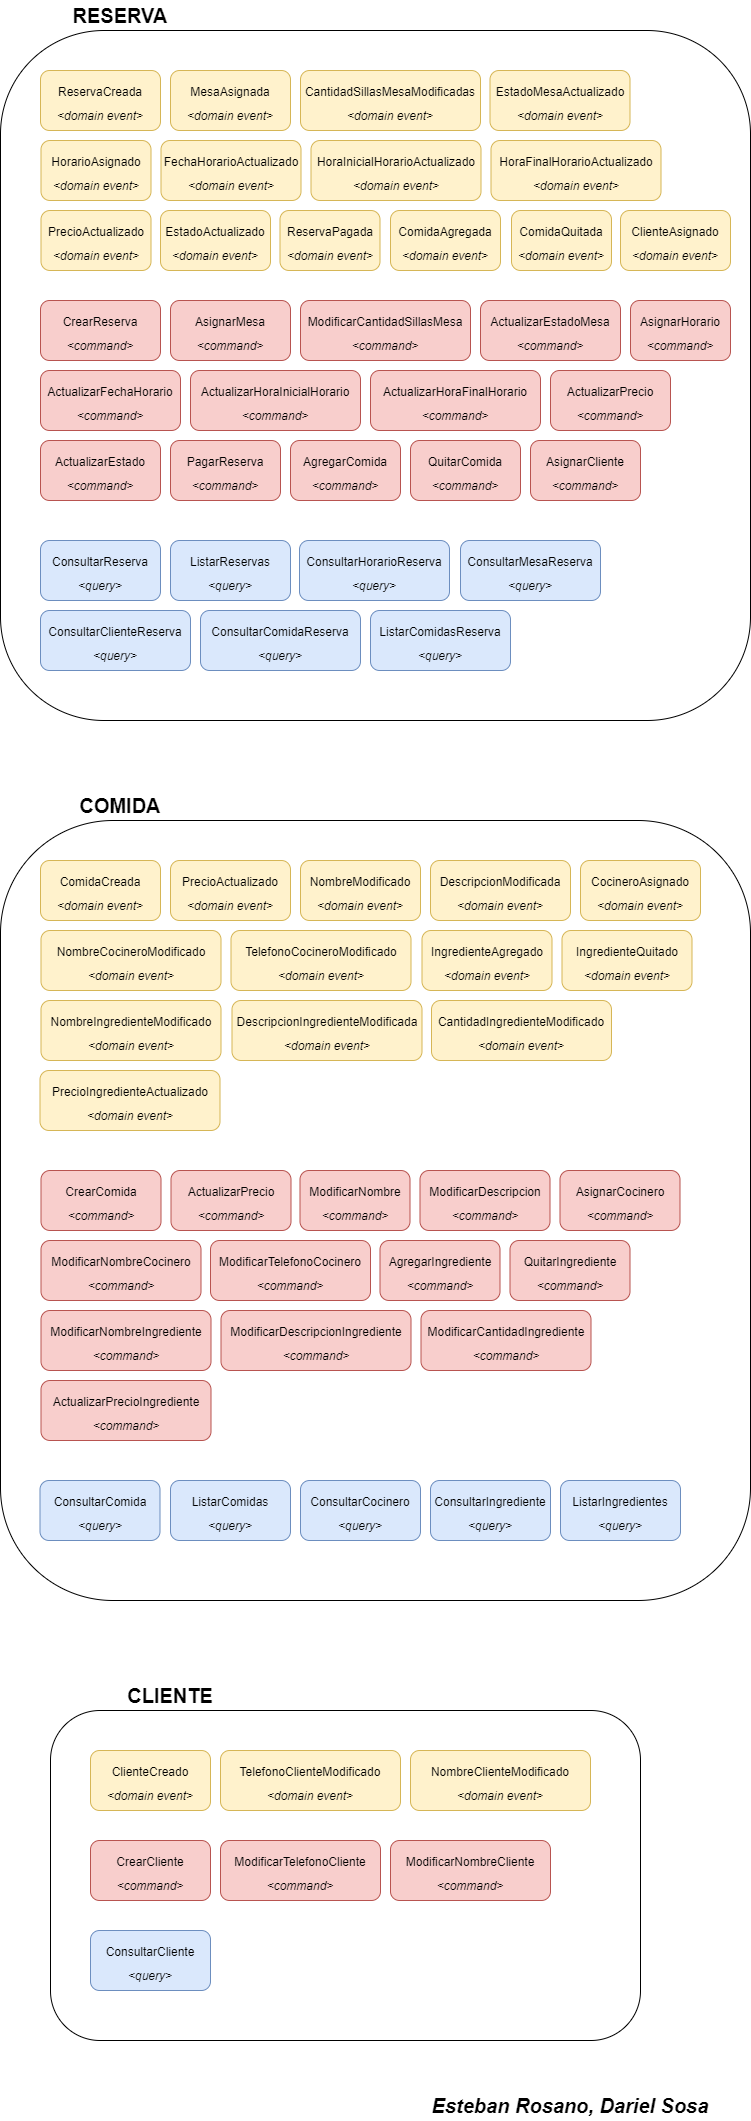 RESERVA
ReservaCreada MesaAsignada CantidadSillasMesaModificadas EstadoMesaActualizado
<domain event> <domain event> <domain event> <domain event>
HorarioAsignado FechaHorarioActualizado HoraInicialHorarioActualizado HoraFinalHorarioActualizado
<domain event> <domain event> <domain event> <domain event>
PrecioActualizado EstadoActualizado ReservaPagada ComidaAgregada ComidaQuitada ClienteAsignado
<domain event> <domain event> <domain event> <domain event> <domain event> <domain event>
CrearReserva AsignarMesa ModificarCantidadSillasMesa ActualizarEstadoMesa AsignarHorario
<command> <command> <command> <command> <command>
ActualizarFechaHorario ActualizarHoraInicialHorario ActualizarHoraFinalHorario ActualizarPrecio
<command> <command> <command> <command>
ActualizarEstado PagarReserva AgregarComida QuitarComida AsignarCliente
<command> <command> <command> <command> <command>
ConsultarReserva ListarReservas ConsultarHorarioReserva ConsultarMesaReserva
<query> <query> <query> <query>
ConsultarClienteReserva ConsultarComidaReserva ListarComidasReserva
<query> <query> <query>
COMIDA
ComidaCreada PrecioActualizado NombreModificado DescripcionModificada CocineroAsignado
<domain event> <domain event> <domain event> <domain event> <domain event>
NombreCocineroModificado TelefonoCocineroModificado IngredienteAgregado IngredienteQuitado
<domain event> <domain event> <domain event> <domain event>
NombreIngredienteModificado DescripcionIngredienteModificada CantidadIngredienteModificado
<domain event> <domain event> <domain event>
PrecioIngredienteActualizado
<domain event>
CrearComida ActualizarPrecio ModificarNombre ModificarDescripcion AsignarCocinero
<command> <command> <command> <command> <command>
ModificarNombreCocinero ModificarTelefonoCocinero AgregarIngrediente QuitarIngrediente
<command> <command> <command> <command>
ModificarNombreIngrediente ModificarDescripcionIngrediente ModificarCantidadIngrediente
<command> <command> <command>
ActualizarPrecioIngrediente
<command>
ConsultarComida ListarComidas ConsultarCocinero ConsultarIngrediente ListarIngredientes
<query> <query> <query> <query> <query>
CLIENTE
ClienteCreado TelefonoClienteModificado NombreClienteModificado
<domain event> <domain event> <domain event>
CrearCliente ModificarTelefonoCliente ModificarNombreCliente
<command> <command> <command>
ConsultarCliente
<query>
Esteban Rosano, Dariel Sosa